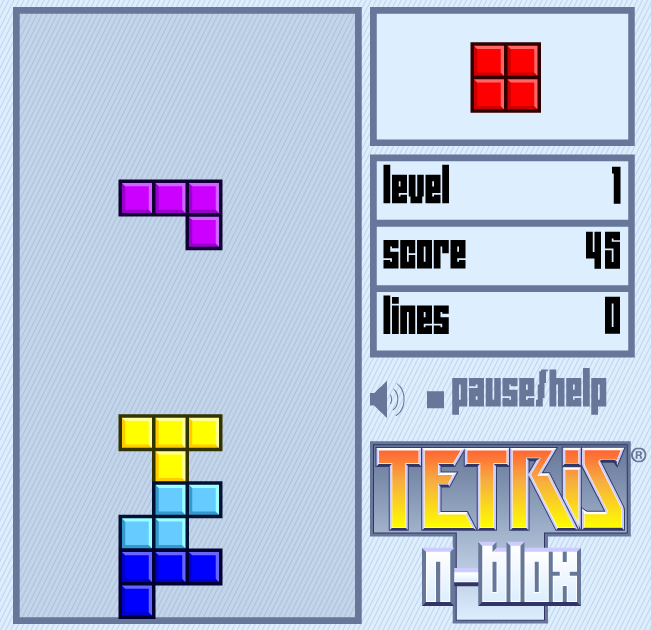 level 1
score 45
lines 0
pause/help
TETRiS®
n-blox